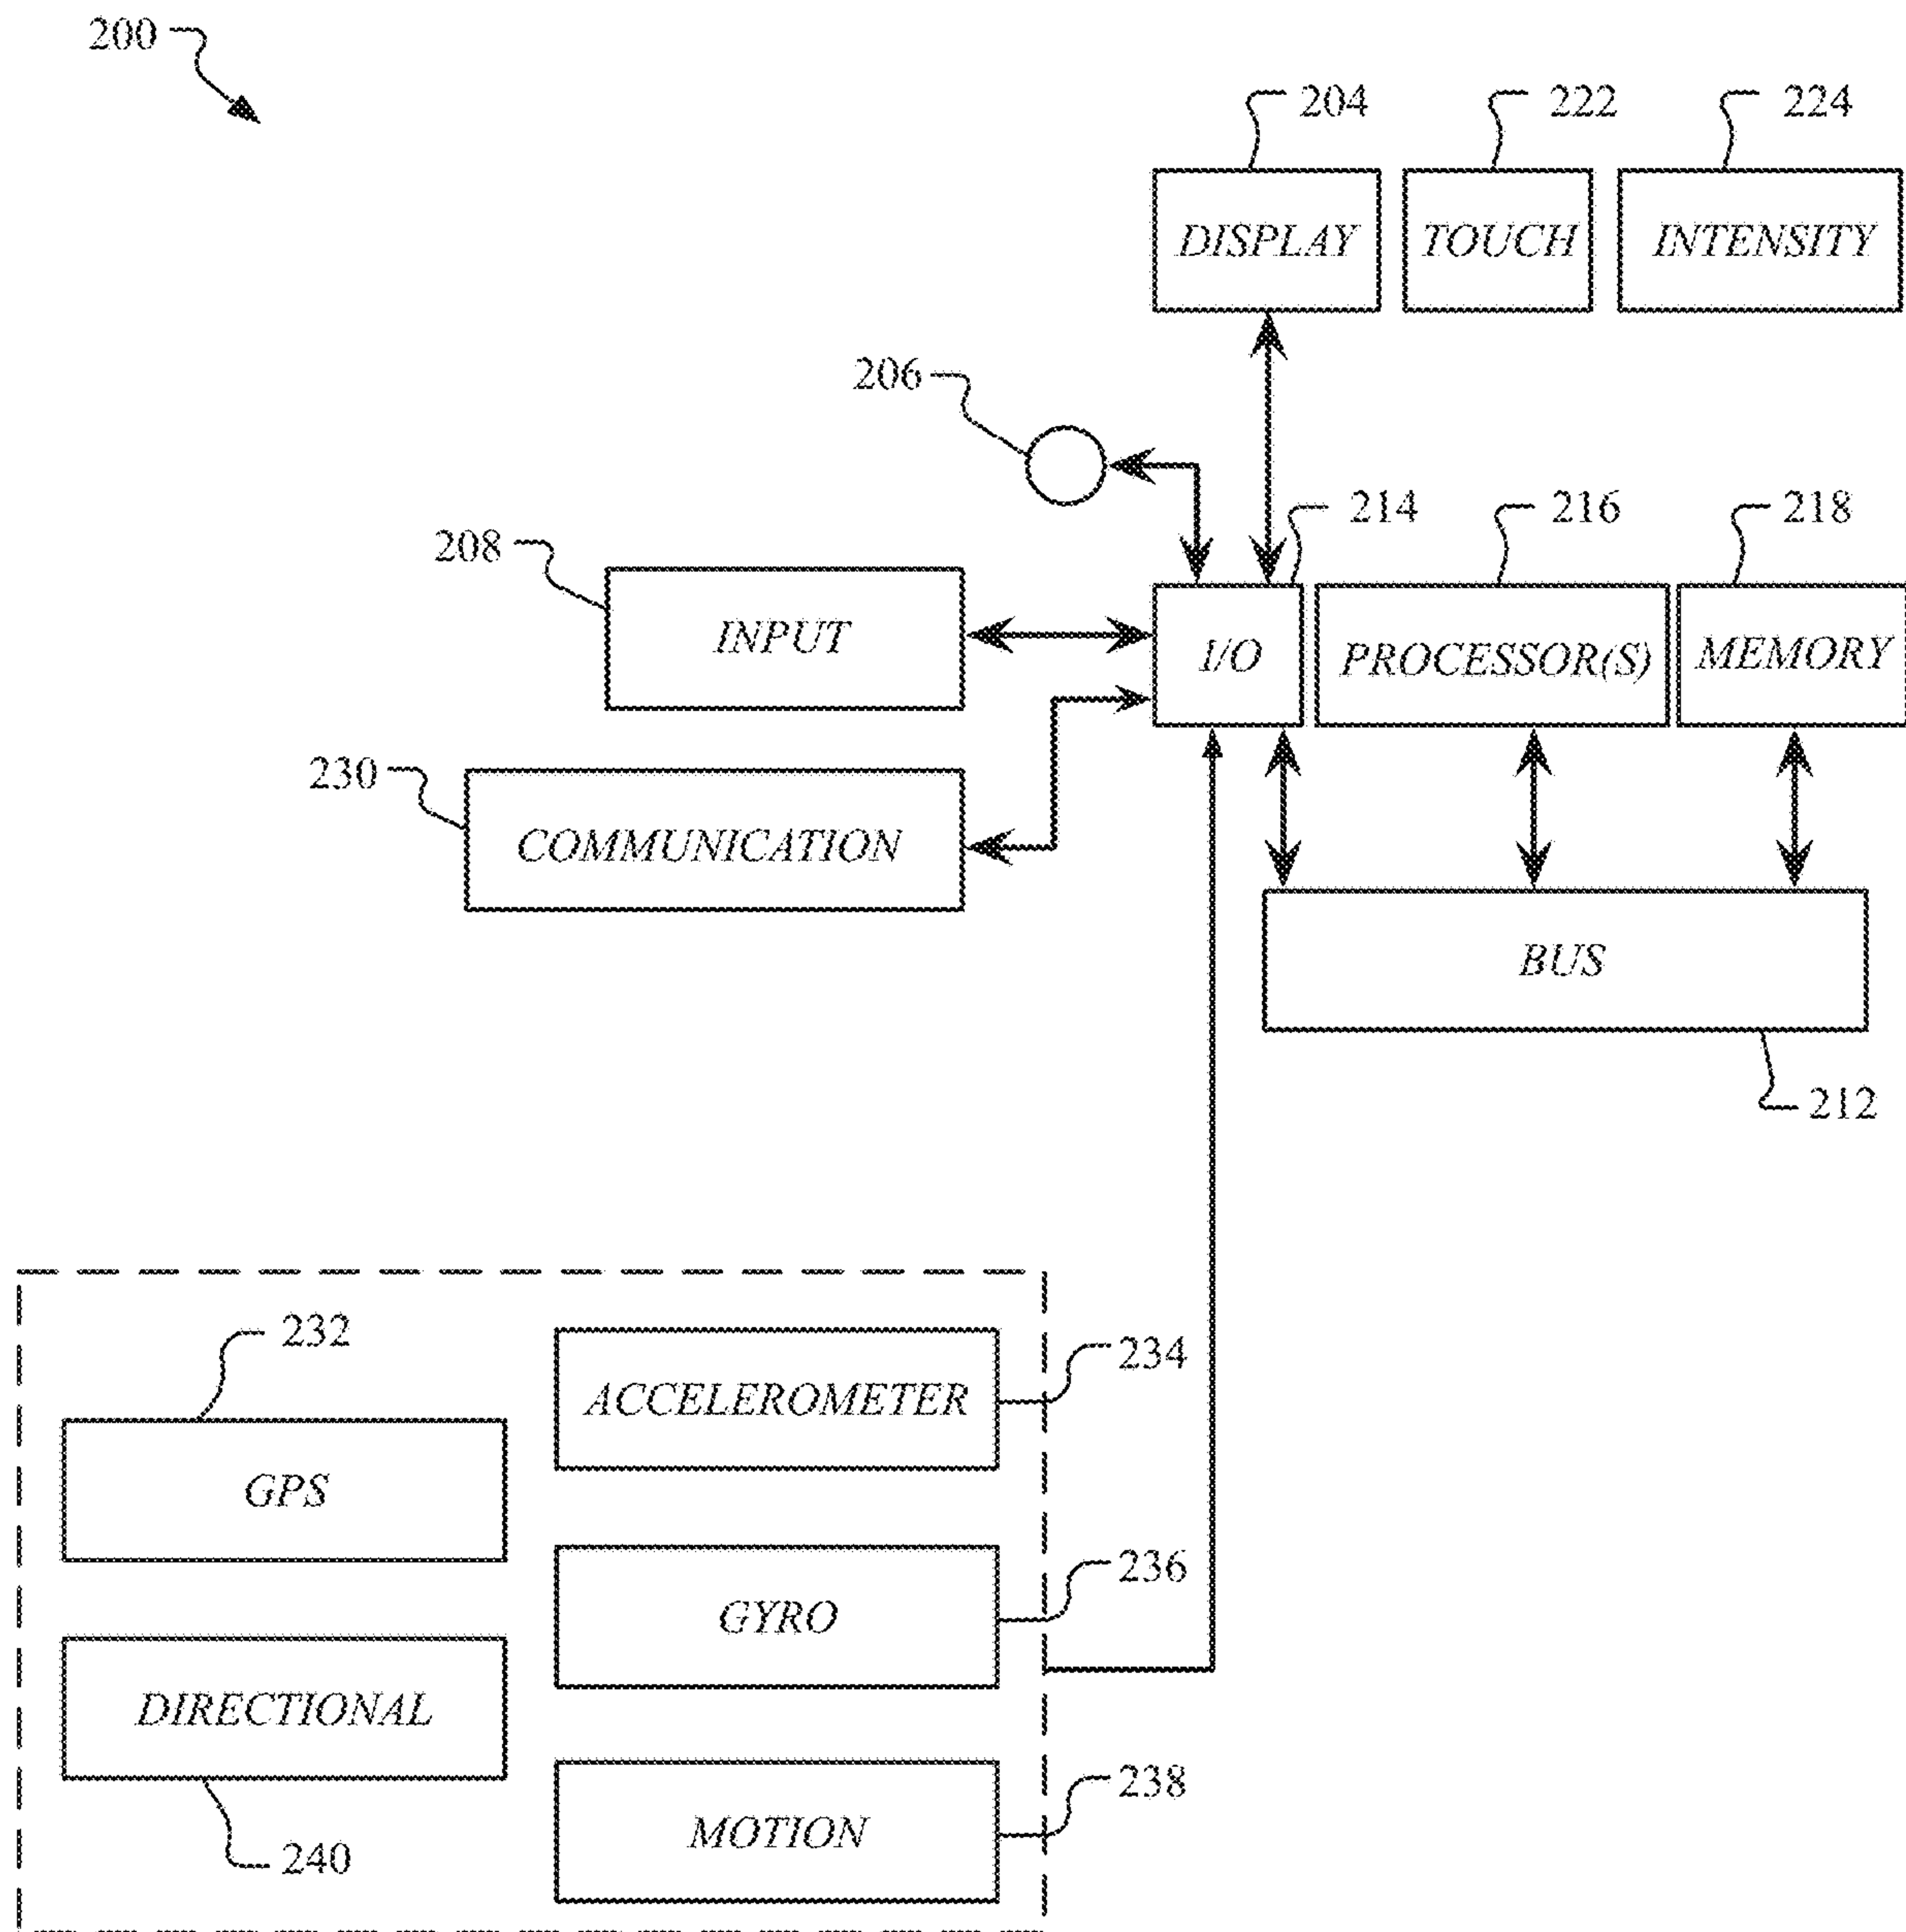 200
204
222
224
DISPLAY
TOUCH
INTENSITY
206
214
216
218
208
INPUT
I/O
PROCESSOR(S)
MEMORY
230
COMMUNICATION
BUS
212
232
234
ACCELEROMETER
GPS
236
GYRO
DIRECTIONAL
238
MOTION
240